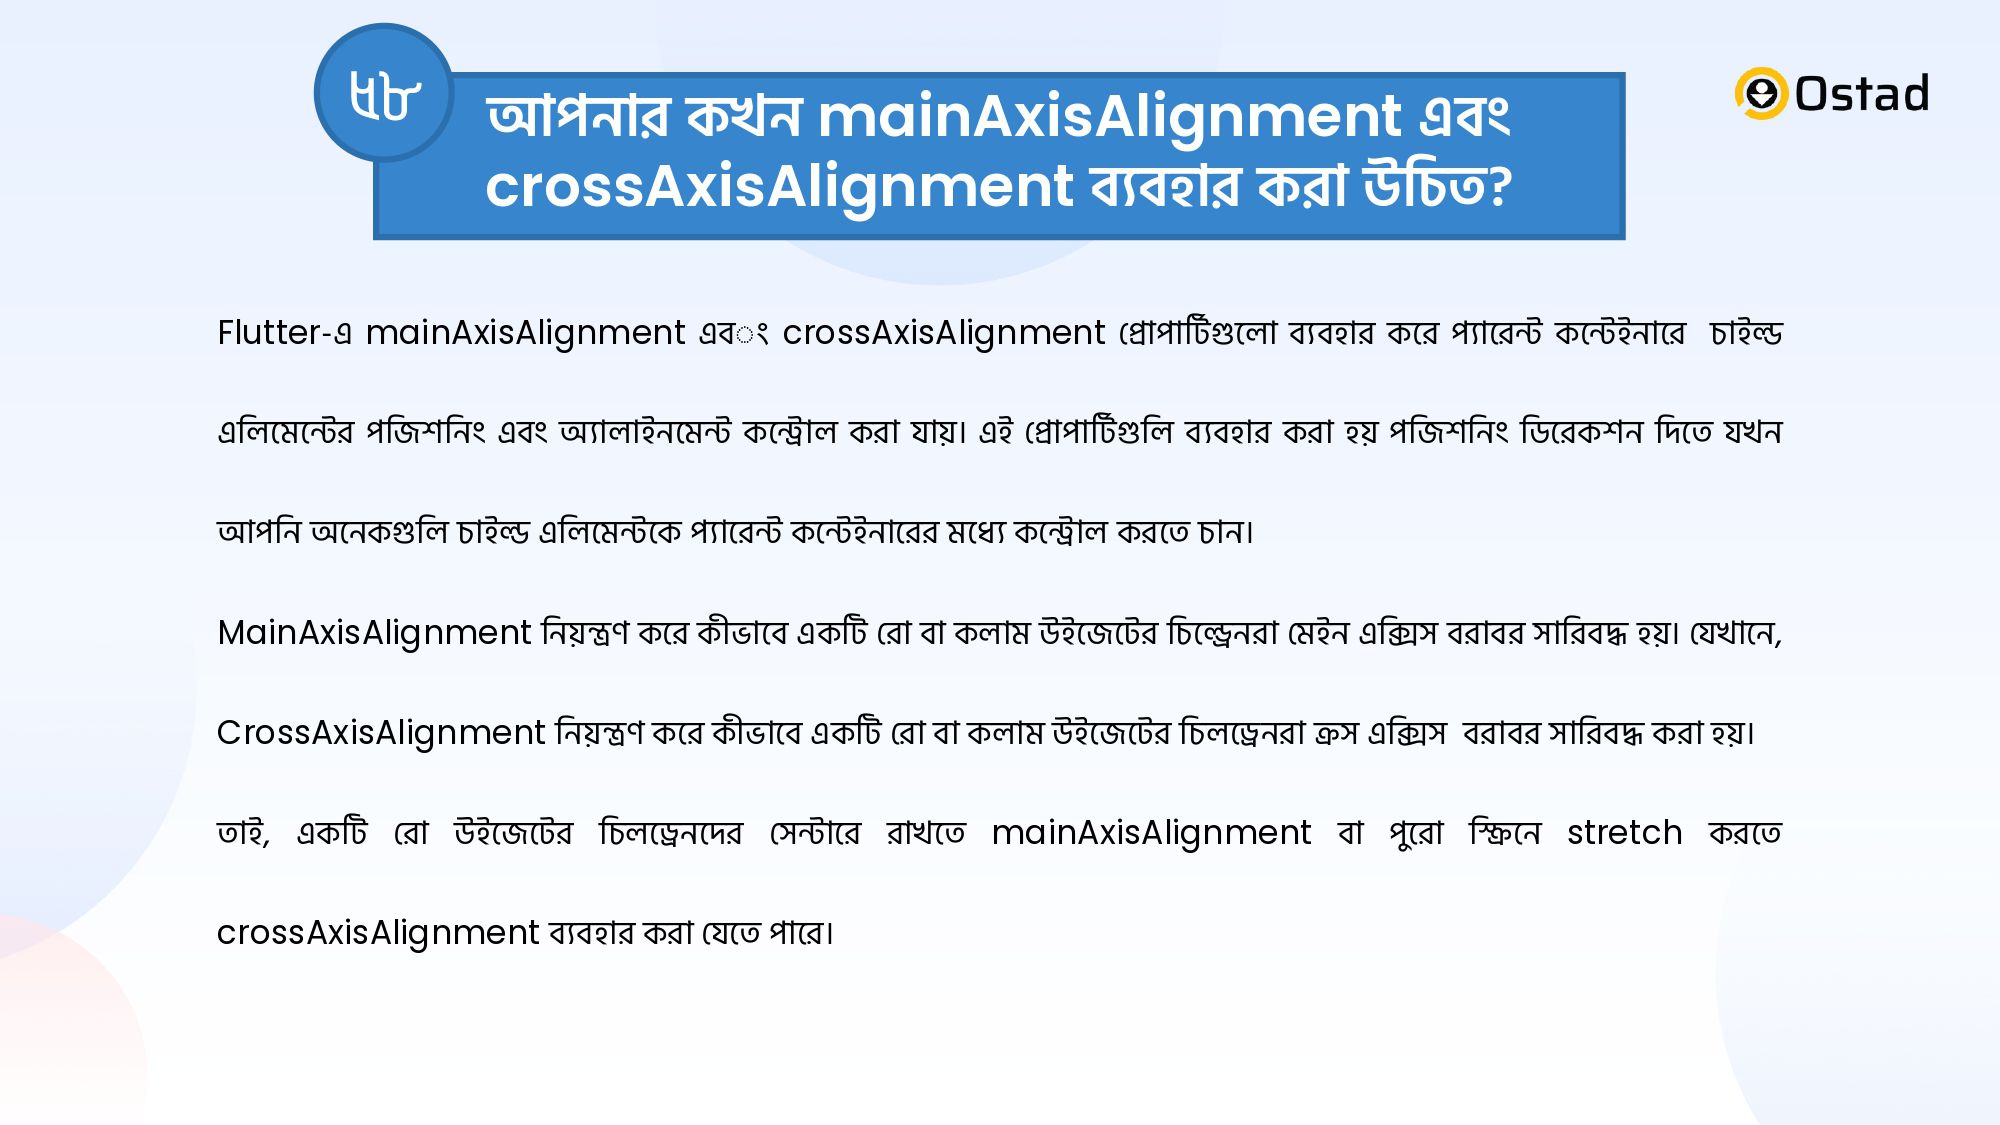 ৫৮
আপনার কখন mainAxisAlignment এবং
crossAxisAlignment ব্যবহার করা উচিত?
Ostad
Flutter-এ mainAxisAlignment এবং crossAxisAlignment প্রোপার্টিগুলো ব্যবহার করে প্যারেন্ট কন্টেইনারে চাইল্ড
এলিমেন্টের পজিশনিং এবং অ্যালাইনমেন্ট কন্ট্রোল করা যায়। এই প্রোপার্টিগুলি ব্যবহার করা হয় পজিশনিং ডিরেকশন দিতে যখন
আপনি অনেকগুলি চাইল্ড এলিমেন্টকে প্যারেন্ট কন্টেইনারের মধ্যে কন্ট্রোল করতে চান।
MainAxisAlignment নিয়ন্ত্রণ করে কীভাবে একটি রো বা কলাম উইজেটের চিল্ড্রেনরা মেইন এক্সিস বরাবর সারিবদ্ধ হয়। যেখানে,
CrossAxisAlignment নিয়ন্ত্রণ করে কীভাবে একটি রো বা কলাম উইজেটের চিলড্রেনরা ক্রস এক্সিস বরাবর সারিবদ্ধ করা হয়।
তাই, একটি রো উইজেটের চিলড্রেনদের সেন্টারে রাখতে mainAxisAlignment বা পুরো স্ক্রিনে stretch করতে
crossAxisAlignment ব্যবহার করা যেতে পারে।